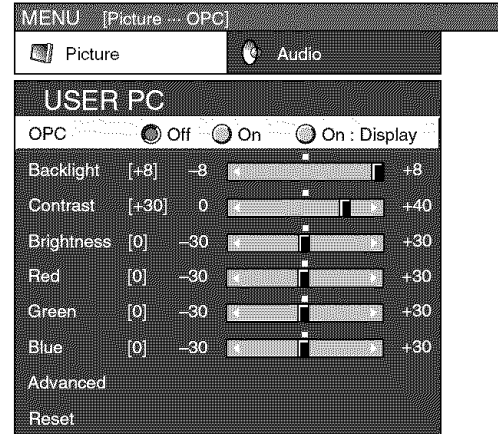 MENU [Picture ··· OPC]
Picture Audio
USER PC
OPC Off On On : Display
Backlight [+8] –8 +8
Contrast [+30] 0 +40
Brightness [0] –30 +30
Red [0] –30 +30
Green [0] –30 +30
Blue [0] –30 +30
Advanced
Reset